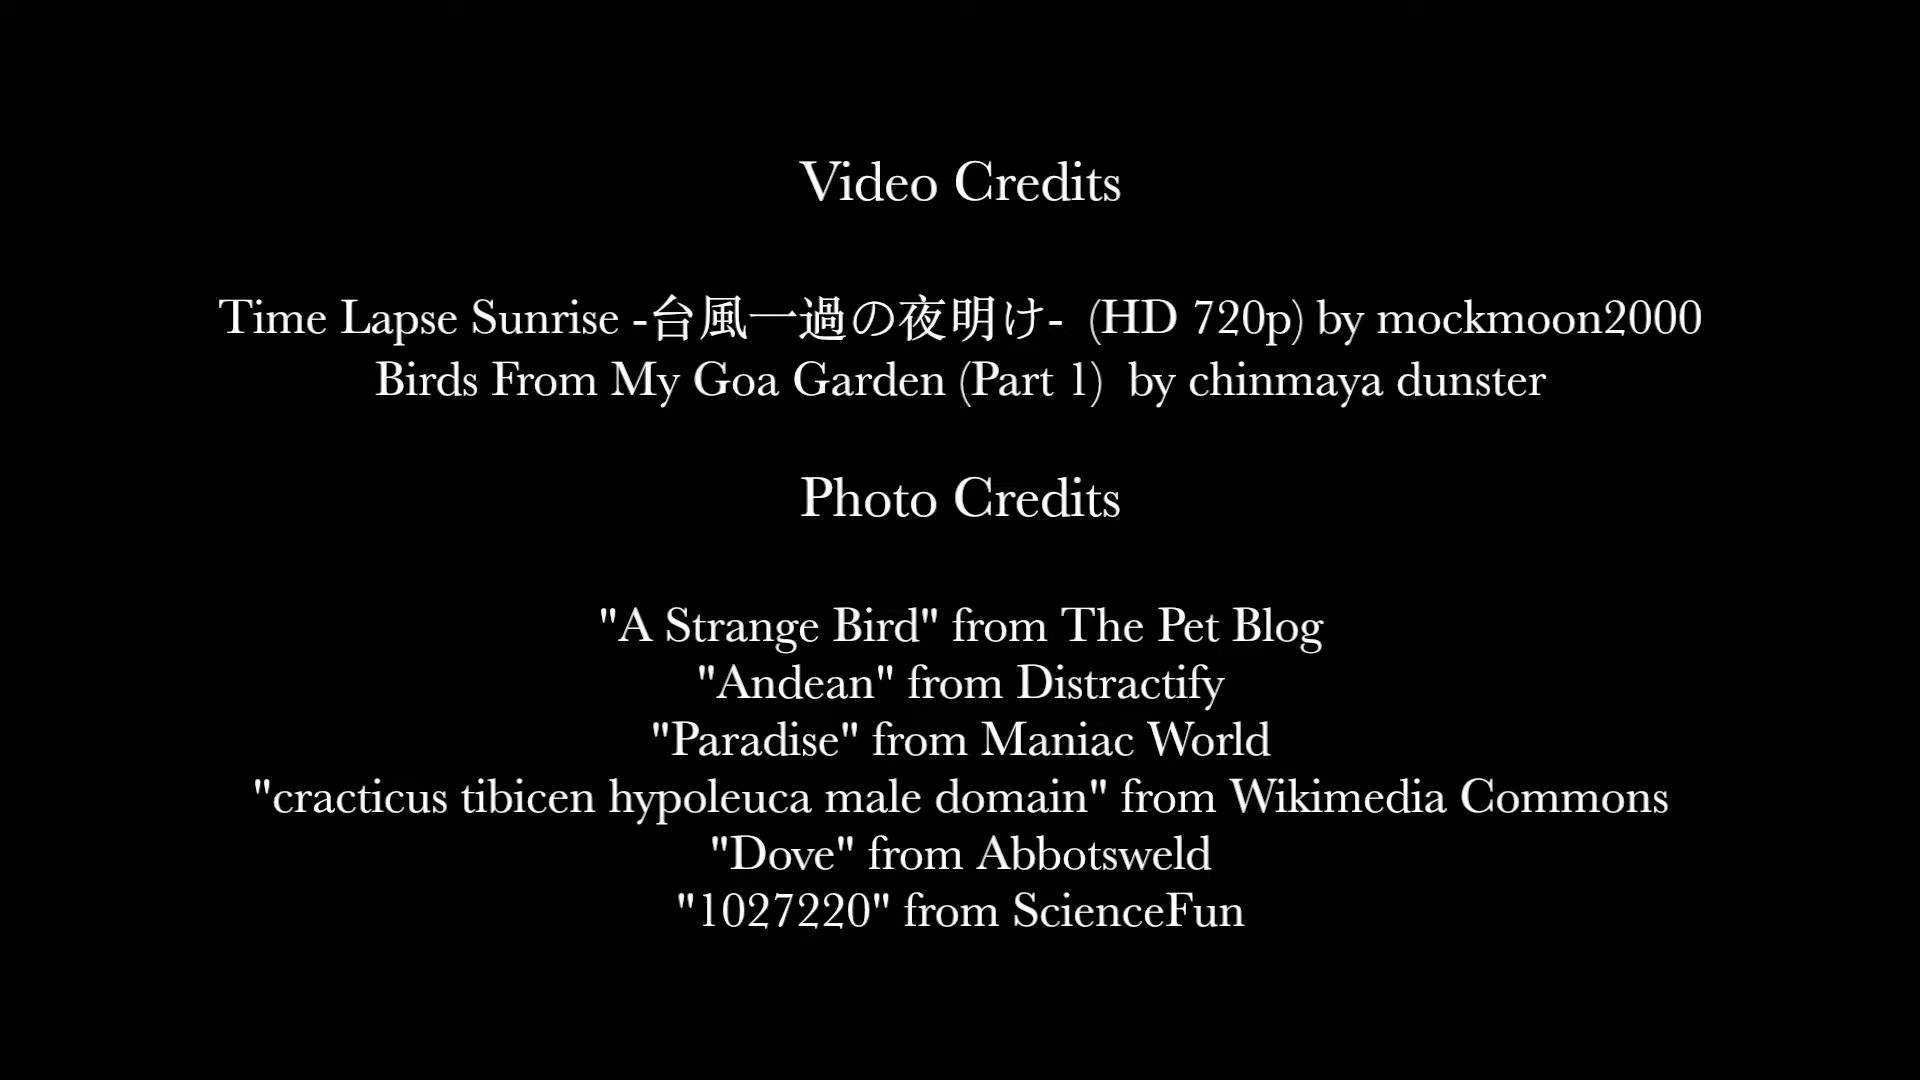 Video Credits
Time Lapse Sunrise -台風一過の夜明け-  (HD 720p) by mockmoon2000
Birds From My Goa Garden (Part 1)  by chinmaya dunster
Photo Credits
"A Strange Bird" from The Pet Blog
"Andean" from Distractify
"Paradise" from Maniac World
"cracticus tibicen hypoleuca male domain" from Wikimedia Commons
"Dove" from Abbotsweld
"1027220" from ScienceFun